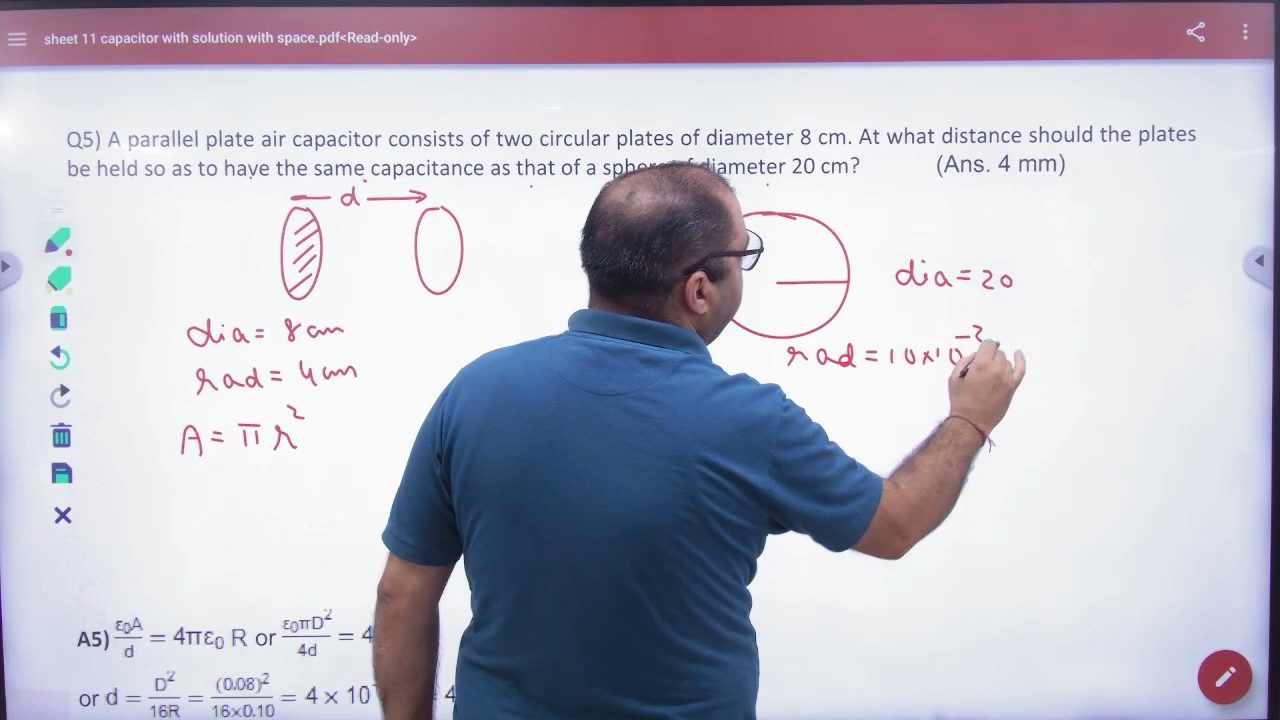 sheet 11 capacitor with solution with space.pdf<Read-only>
Q5) A parallel plate air capacitor consists of two circular plates of diameter 8 cm. At what distance should the plates
be held so as to have the same capacitance as that of a diameter 20 cm? (Ans. 4 mm)
d
dia = 8 cm
rad = 4 cm
A = πr²
dia = 20
rad = 10×10⁻²
A5) ε₀A/d = 4πε₀ R or ε₀πD²/4d = 4
or d = D²/16R = (0.08)²/16×0.10 = 4 × 10 4